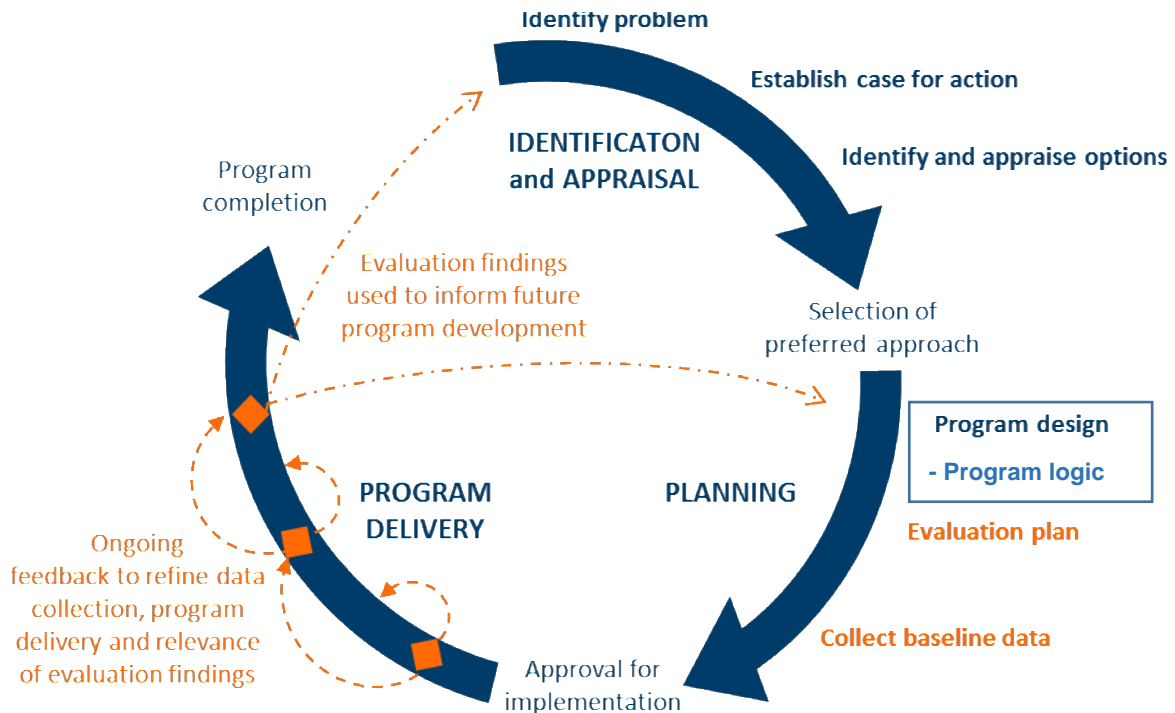 Identify problem
Establish case for action
IDENTIFICATON
and APPRAISAL
Identify and appraise options
Program
completion
Evaluation findings
used to inform future
program development
Selection of
preferred approach
Program design
- Program logic
PROGRAM
DELIVERY
PLANNING
Evaluation plan
Ongoing
feedback to refine data
collection, program
delivery and relevance
of evaluation findings
Collect baseline data
Approval for
implementation